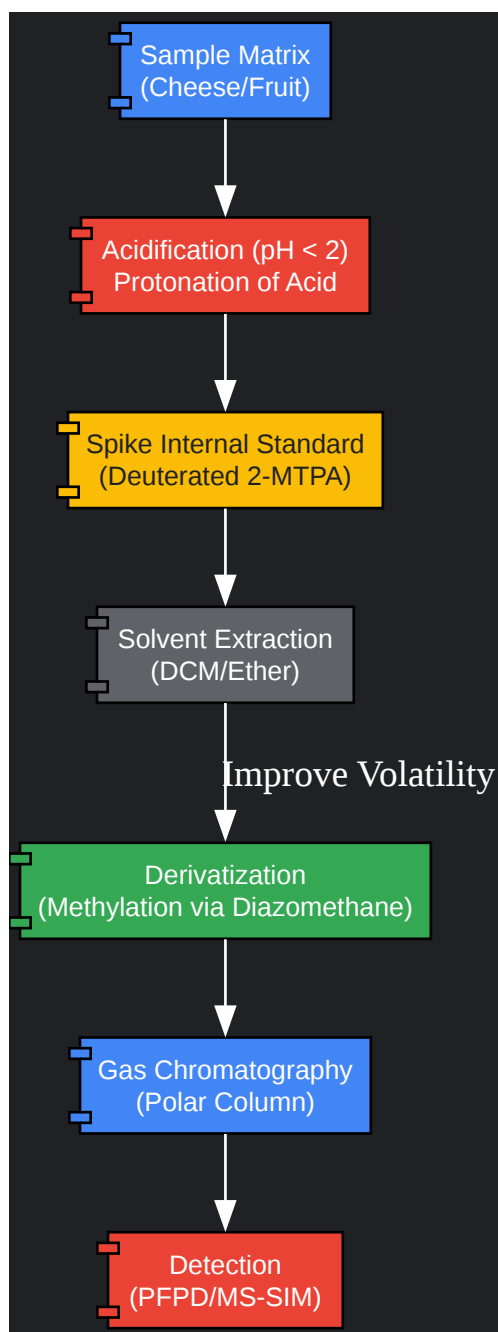 Sample Matrix
(Cheese/Fruit)
Acidification (pH < 2)
Protonation of Acid
Spike Internal Standard
(Deuterated 2-MTPA)
Solvent Extraction
(DCM/Ether)
Improve Volatility
Derivatization
(Methylation via Diazomethane)
Gas Chromatography
(Polar Column)
Detection
(PFPD/MS-SIM)